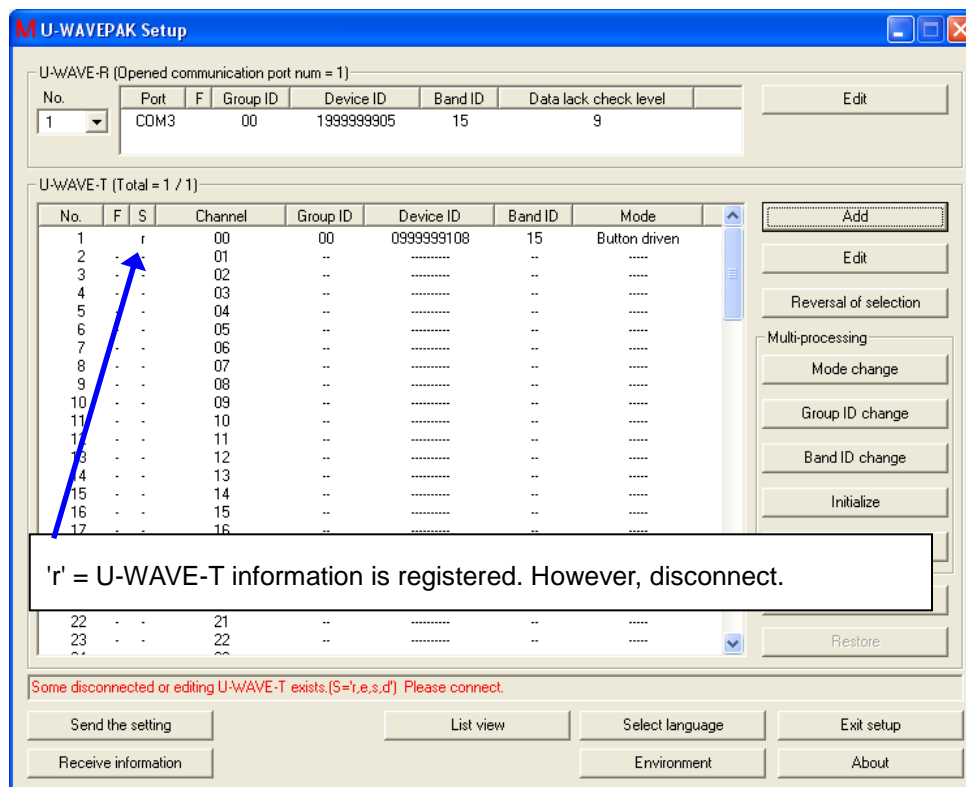 U-WAVEPAK Setup
U-WAVE-R (Opened communication port num = 1)
No. Port F Group ID Device ID Band ID Data lack check level Edit
1 COM3 00 1999999905 15 9
U-WAVE-T (Total = 1 / 1)
No. F S Channel Group ID Device ID Band ID Mode Add
1 r 00 00 0999999108 15 Button driven
2 - - 01 -- ---------- -- ----- Edit
3 - - 02 -- ---------- -- -----
4 - - 03 -- ---------- -- ----- Reversal of selection
5 - - 04 -- ---------- -- -----
6 - - 05 -- ---------- -- -----
7 - - 06 -- ---------- -- ----- Multi-processing
8 - - 07 -- ---------- -- ----- Mode change
9 - - 08 -- ---------- -- -----
10 - - 09 -- ---------- -- -----
11 - - 10 -- ---------- -- ----- Group ID change
12 - - 11 -- ---------- -- -----
13 - - 12 -- ---------- -- ----- Band ID change
14 - - 13 -- ---------- -- -----
15 - - 14 -- ---------- -- ----- Initialize
16 - - 15 -- ---------- -- -----
17 - - 16 -- ---------- -- -----
'r' = U-WAVE-T information is registered. However, disconnect.
22 - - 21 -- ---------- -- -----
23 - - 22 -- ---------- -- ----- Restore
Some disconnected or editing U-WAVE-T exists.(S='r,e,s,d') Please connect.
Send the setting List view Select language Exit setup
Receive information Environment About